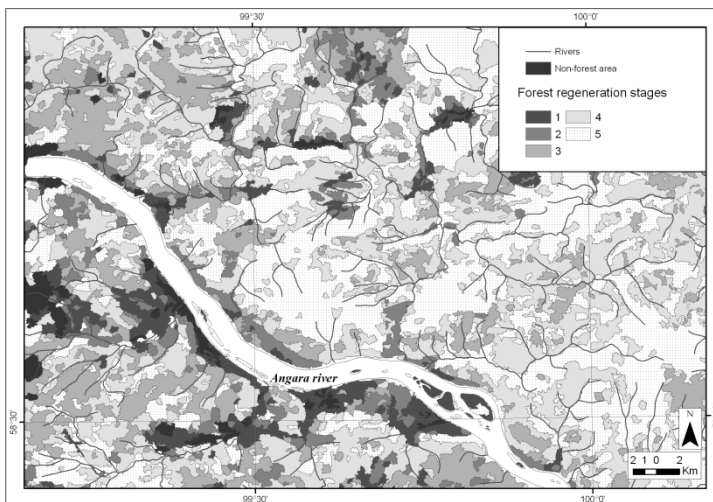 99°30'
100°0'
Rivers
Non-forest area
Forest regeneration stages
1
4
2
5
3
Angara river
58°30'
N
2 1 0 2
Km
99°30'
100°0'